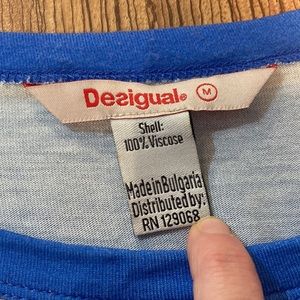 Desigual® M
Shell:
100% Viscose
Made in Bulgaria
Distributed by:
RN 129068